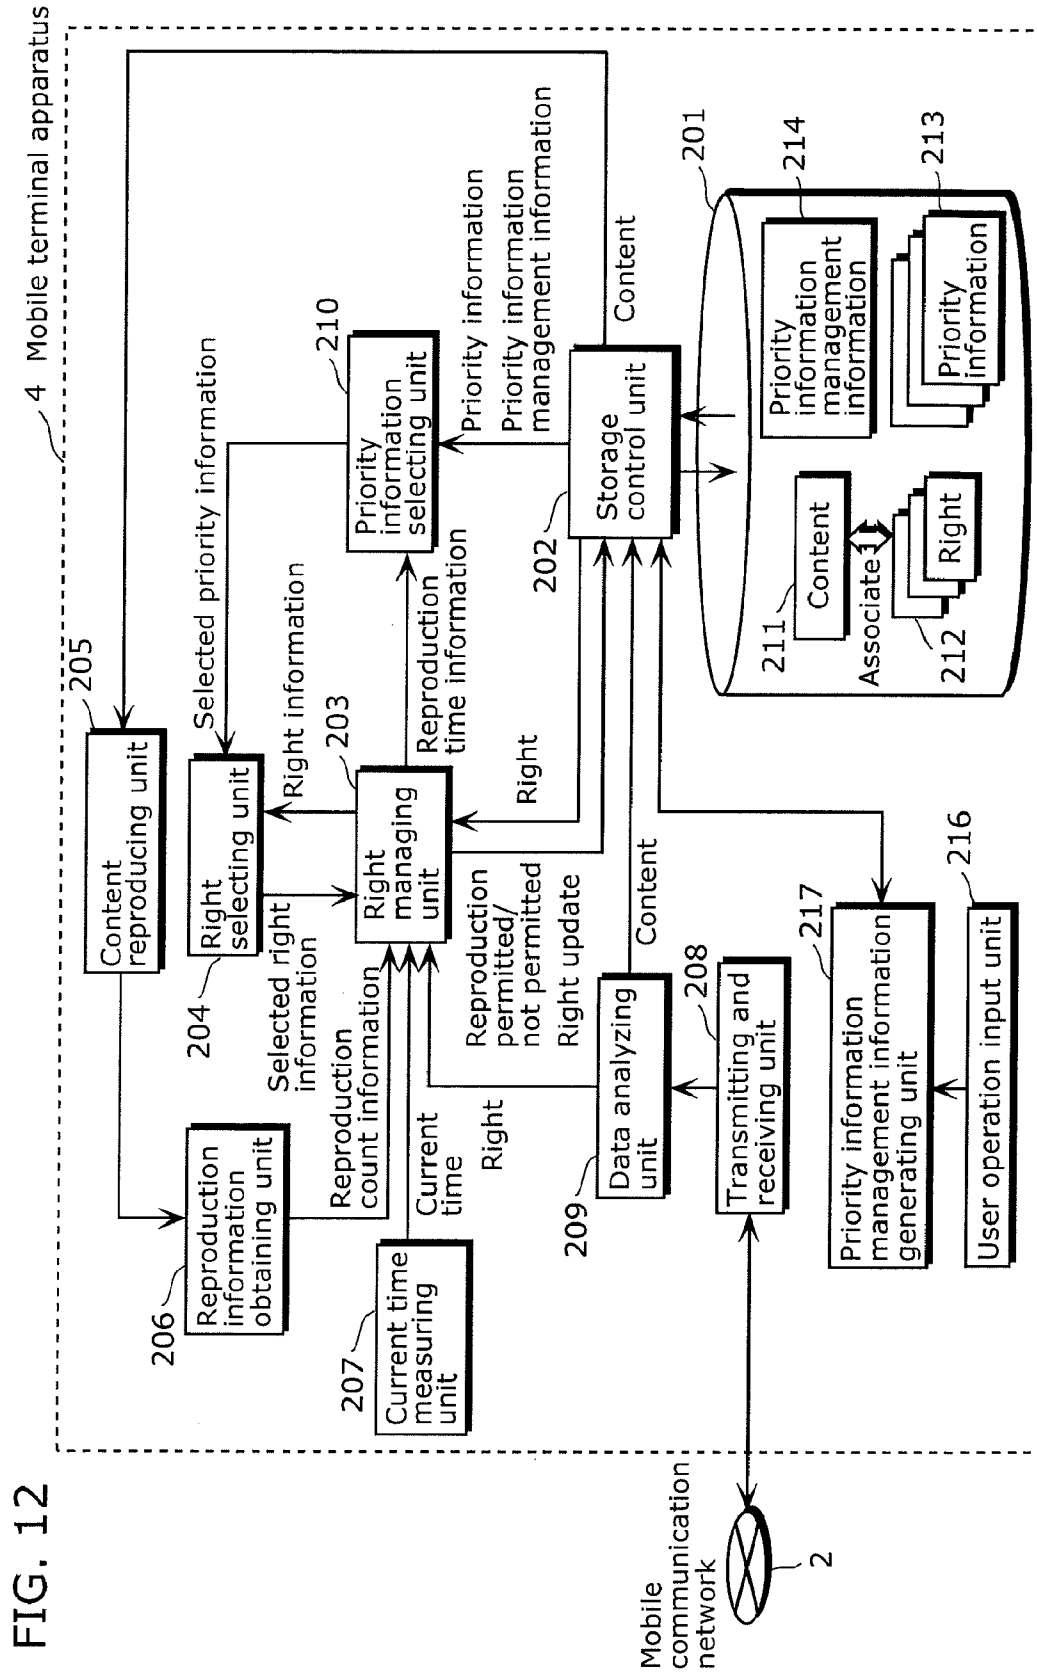 FIG. 12
4 Mobile terminal apparatus
Content
reproducing unit
205
Selected priority information
Right
selecting unit
204
Right information
Selected right
information
Reproduction
information
obtaining unit
206
Reproduction
count information
Current time
measuring
unit
207
Current
time
Right
managing
unit
203
Reproduction
time information
Priority
information
selecting unit
210
Priority information
Priority information
management information
Right
Right
Reproduction
permitted/
not permitted
Right update
Storage
control unit
202
Content
Content
Data analyzing
unit
209
Transmitting and
receiving unit
208
Mobile
communication
network
2
Priority information
management information
generating unit
217
User operation input unit
216
201
Content
211
Associate
Right
212
Priority
information
management
information
214
Priority
information
213